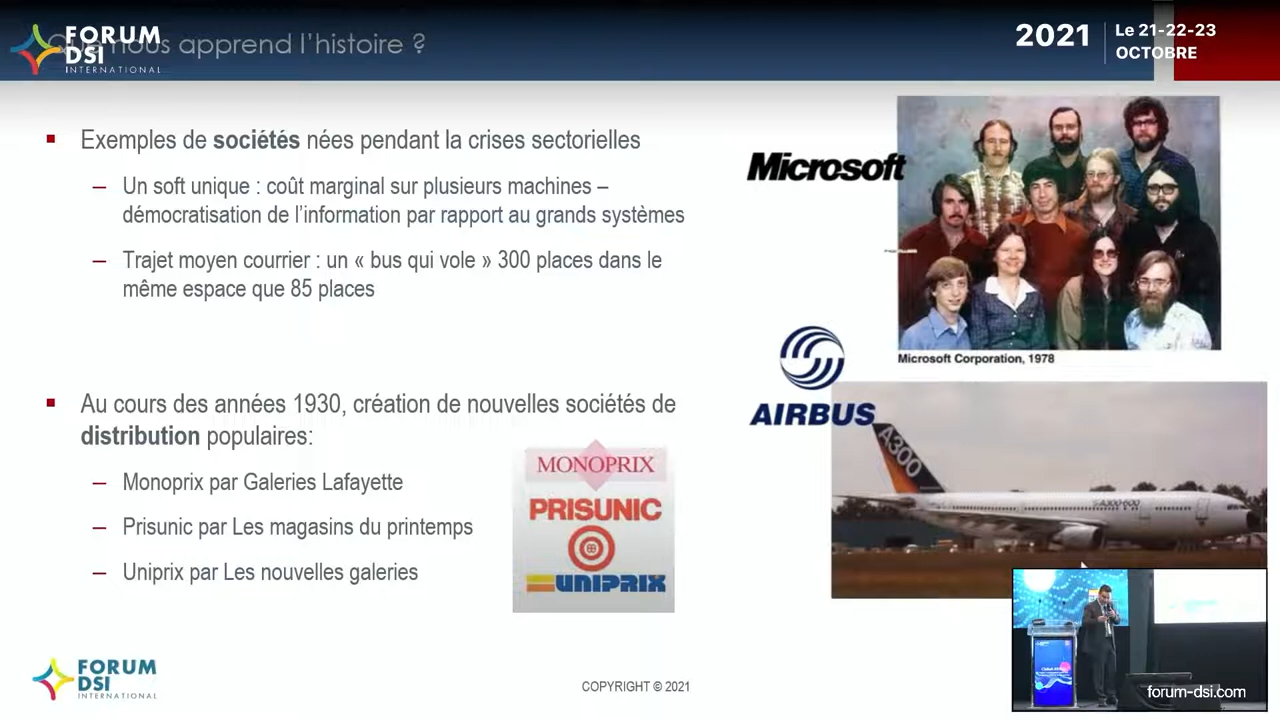 FORUM
DSI
INTERNATIONAL
nous apprend l'histoire ?
2021
Le 21-22-23
OCTOBRE
Exemples de sociétés nées pendant la crises sectorielles
– Un soft unique : coût marginal sur plusieurs machines –
démocratisation de l'information par rapport au grands systèmes
– Trajet moyen courrier : un « bus qui vole » 300 places dans le
même espace que 85 places
Microsoft
Microsoft Corporation, 1978
AIRBUS
A300
A300-600
Au cours des années 1930, création de nouvelles sociétés de
distribution populaires:
– Monoprix par Galeries Lafayette
– Prisunic par Les magasins du printemps
– Uniprix par Les nouvelles galeries
MONOPRIX
PRISUNIC
UNIPRIX
FORUM
DSI
INTERNATIONAL
COPYRIGHT © 2021
forum-dsi.com